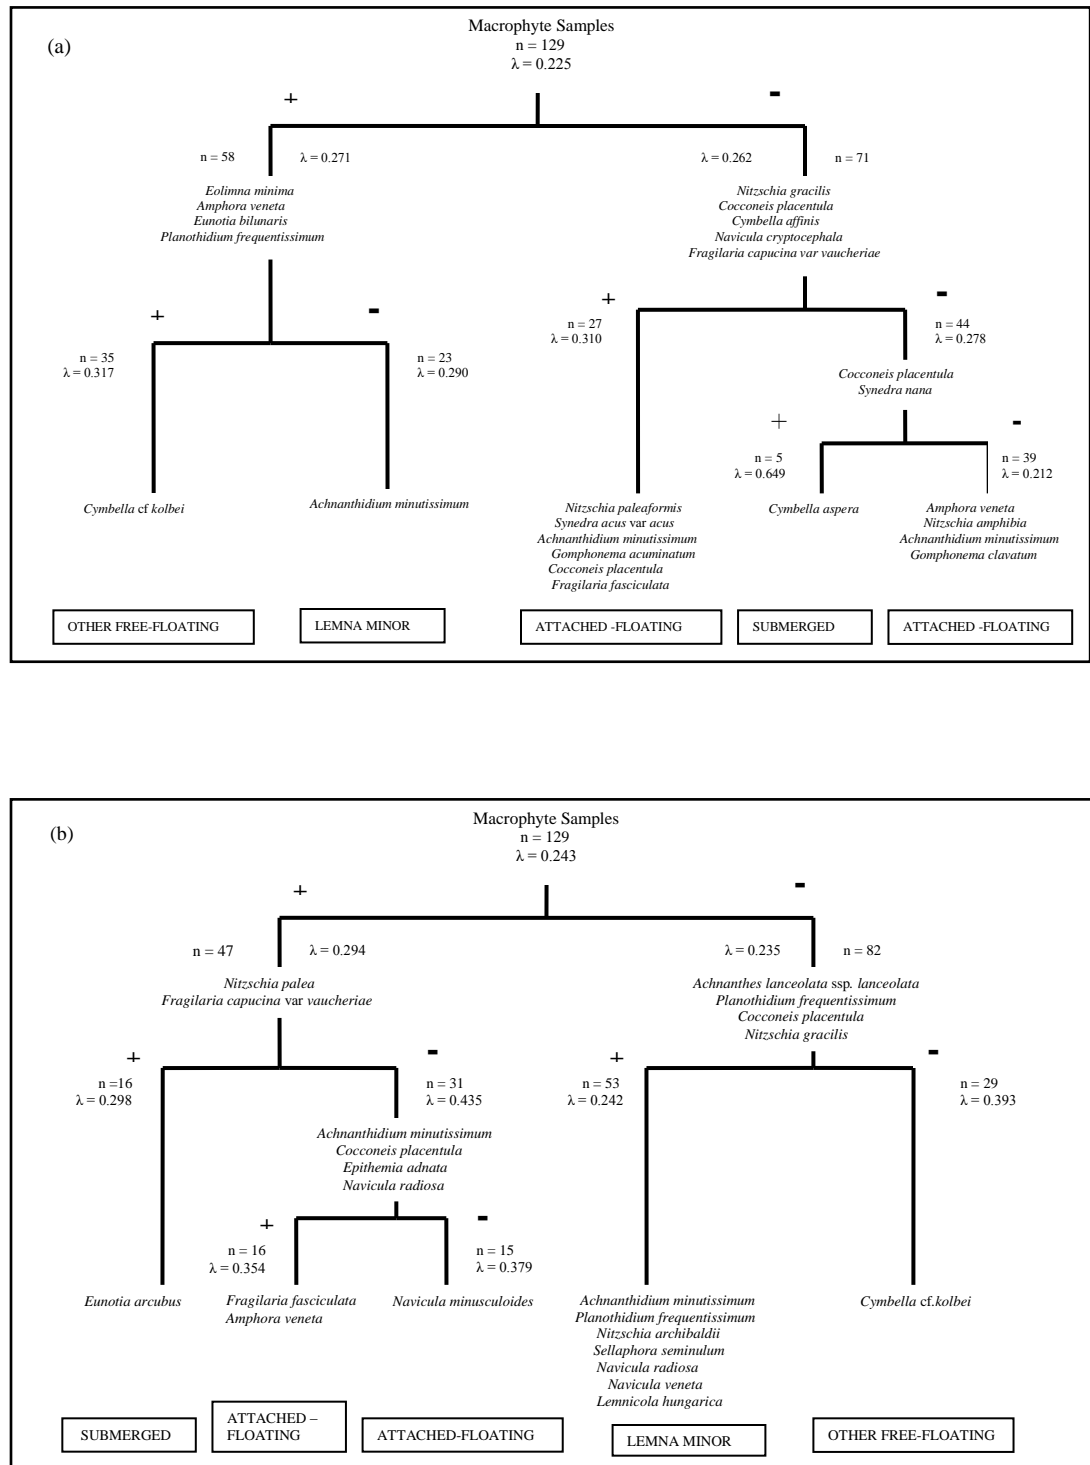 (a)
Macrophyte Samples
n = 129
λ = 0.225
+
-
n = 58
λ = 0.271
λ = 0.262
n = 71
Eolimna minima
Amphora veneta
Eunotia bilunaris
Planothidium frequentissimum
Nitzschia gracilis
Cocconeis placentula
Cymbella affinis
Navicula cryptocephala
Fragilaria capucina var vaucheriae
+
-
n = 35
λ = 0.317
n = 23
λ = 0.290
+
-
n = 27
λ = 0.310
n = 44
λ = 0.278
Cocconeis placentula
Synedra nana
+
-
n = 5
λ = 0.649
n = 39
λ = 0.212
Cymbella cf kolbei
Achnanthidium minutissimum
Nitzschia paleaformis
Synedra acus var acus
Achnanthidium minutissimum
Gomphonema acuminatum
Cocconeis placentula
Fragilaria fasciculata
Cymbella aspera
Amphora veneta
Nitzschia amphibia
Achnanthidium minutissimum
Gomphonema clavatum
OTHER FREE-FLOATING
LEMNA MINOR
ATTACHED -FLOATING
SUBMERGED
ATTACHED -FLOATING
(b)
Macrophyte Samples
n = 129
λ = 0.243
+
-
n = 47
λ = 0.294
λ = 0.235
n = 82
Nitzschia palea
Fragilaria capucina var vaucheriae
Achnanthes lanceolata ssp. lanceolata
Planothidium frequentissimum
Cocconeis placentula
Nitzschia gracilis
+
-
n =16
λ = 0.298
n = 31
λ = 0.435
+
-
n = 53
λ = 0.242
n = 29
λ = 0.393
Achnanthidium minutissimum
Cocconeis placentula
Epithemia adnata
Navicula radiosa
+
-
n = 16
λ = 0.354
n = 15
λ = 0.379
Eunotia arcubus
Fragilaria fasciculata
Amphora veneta
Navicula minusculoides
Achnanthidium minutissimum
Planothidium frequentissimum
Nitzschia archibaldii
Sellaphora seminulum
Navicula radiosa
Navicula veneta
Lemnicola hungarica
Cymbella cf.kolbei
SUBMERGED
ATTACHED –
FLOATING
ATTACHED-FLOATING
LEMNA MINOR
OTHER FREE-FLOATING